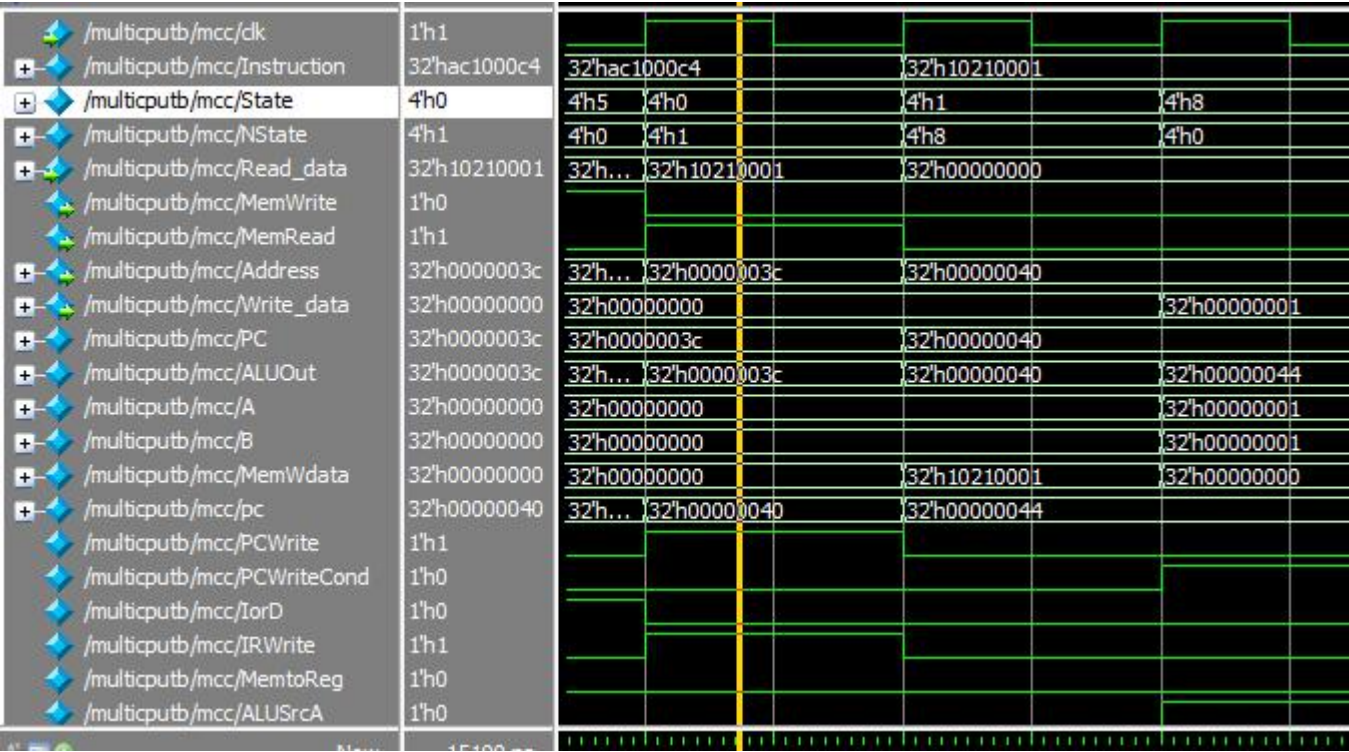 /multicputb/mcc/clk 1'h1
/multicputb/mcc/Instruction 32'hac1000c4 32'hac1000c4 32'h10210001
/multicputb/mcc/State 4'h0 4'h5 4'h0 4'h1 4'h8
/multicputb/mcc/NState 4'h1 4'h0 4'h1 4'h8 4'h0
/multicputb/mcc/Read_data 32'h10210001 32'h... 32'h10210001 32'h00000000
/multicputb/mcc/MemWrite 1'h0
/multicputb/mcc/MemRead 1'h1
/multicputb/mcc/Address 32'h0000003c 32'h... 32'h0000003c 32'h00000040
/multicputb/mcc/Write_data 32'h00000000 32'h00000000 32'h00000001
/multicputb/mcc/PC 32'h0000003c 32'h0000003c 32'h00000040
/multicputb/mcc/ALUOut 32'h0000003c 32'h... 32'h0000003c 32'h00000040 32'h00000044
/multicputb/mcc/A 32'h00000000 32'h00000000 32'h00000001
/multicputb/mcc/B 32'h00000000 32'h00000000 32'h00000001
/multicputb/mcc/MemWdata 32'h00000000 32'h00000000 32'h10210001 32'h00000000
/multicputb/mcc/pc 32'h00000040 32'h... 32'h00000040 32'h00000044
/multicputb/mcc/PCWrite 1'h1
/multicputb/mcc/PCWriteCond 1'h0
/multicputb/mcc/IorD 1'h0
/multicputb/mcc/IRWrite 1'h1
/multicputb/mcc/MemtoReg 1'h0
/multicputb/mcc/ALUSrcA 1'h0